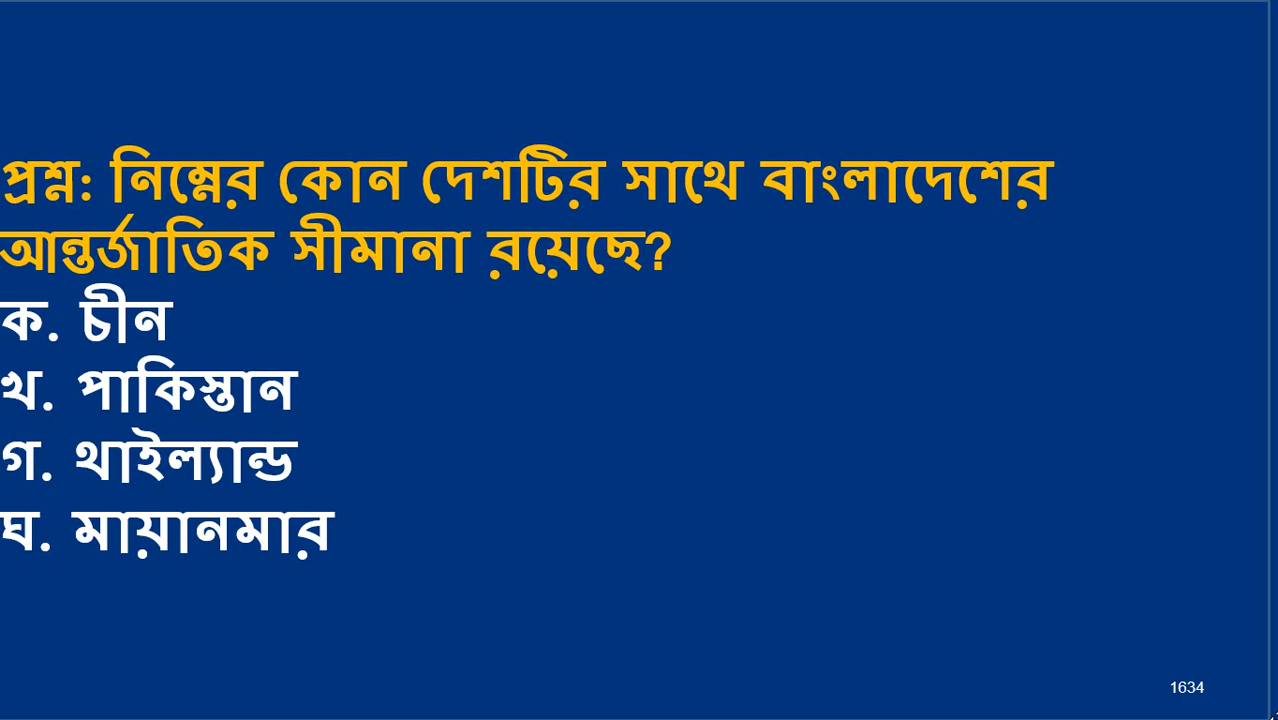 প্রশ্ন: নিম্নের কোন দেশটির সাথে বাংলাদেশের
আন্তর্জাতিক সীমানা রয়েছে?
ক. চীন
খ. পাকিস্তান
গ. থাইল্যান্ড
ঘ. মায়ানমার
1634